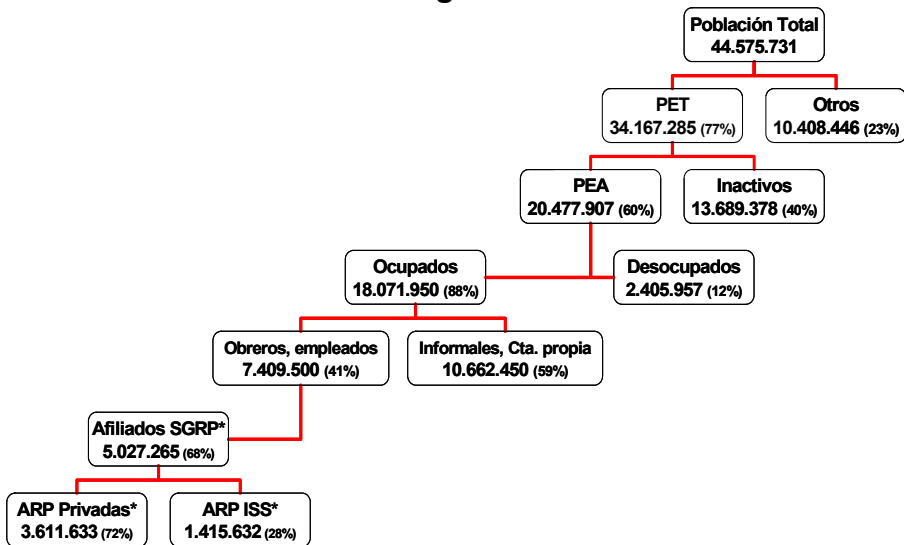 Población Total
44.575.731
PET
34.167.285 (77%)
Otros
10.408.446 (23%)
PEA
20.477.907 (60%)
Inactivos
13.689.378 (40%)
Ocupados
18.071.950 (88%)
Desocupados
2.405.957 (12%)
Obreros, empleados
7.409.500 (41%)
Informales, Cta. propia
10.662.450 (59%)
Afiliados SGRP*
5.027.265 (68%)
ARP Privadas*
3.611.633 (72%)
ARP ISS*
1.415.632 (28%)